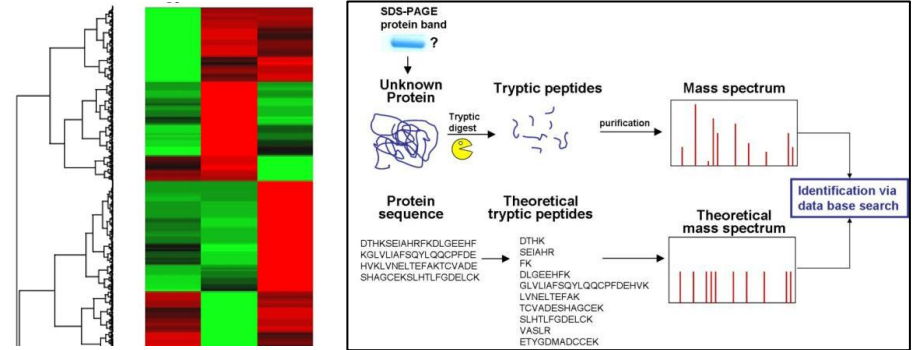 SDS-PAGE
protein band
?
Unknown
Protein
Tryptic
digest
Tryptic peptides
purification
Mass spectrum
Identification via
data base search
Protein
sequence
DTHKSEIAHRFKDLGEEHF
KGLVLIAFSQYLQQCPFDE
HVKLVNELTEFAKTCVADE
SHAGCEKSLHTLFGDELCK
Theoretical
tryptic peptides
DTHK
SEIAHR
FK
DLGEEHFK
GLVLIAFSQYLQQCPFDEHVK
LVNELTEFAK
TCVADESHAGCEK
SLHTLFGDELCK
VASLR
ETYGDMADCCEK
Theoretical
mass spectrum